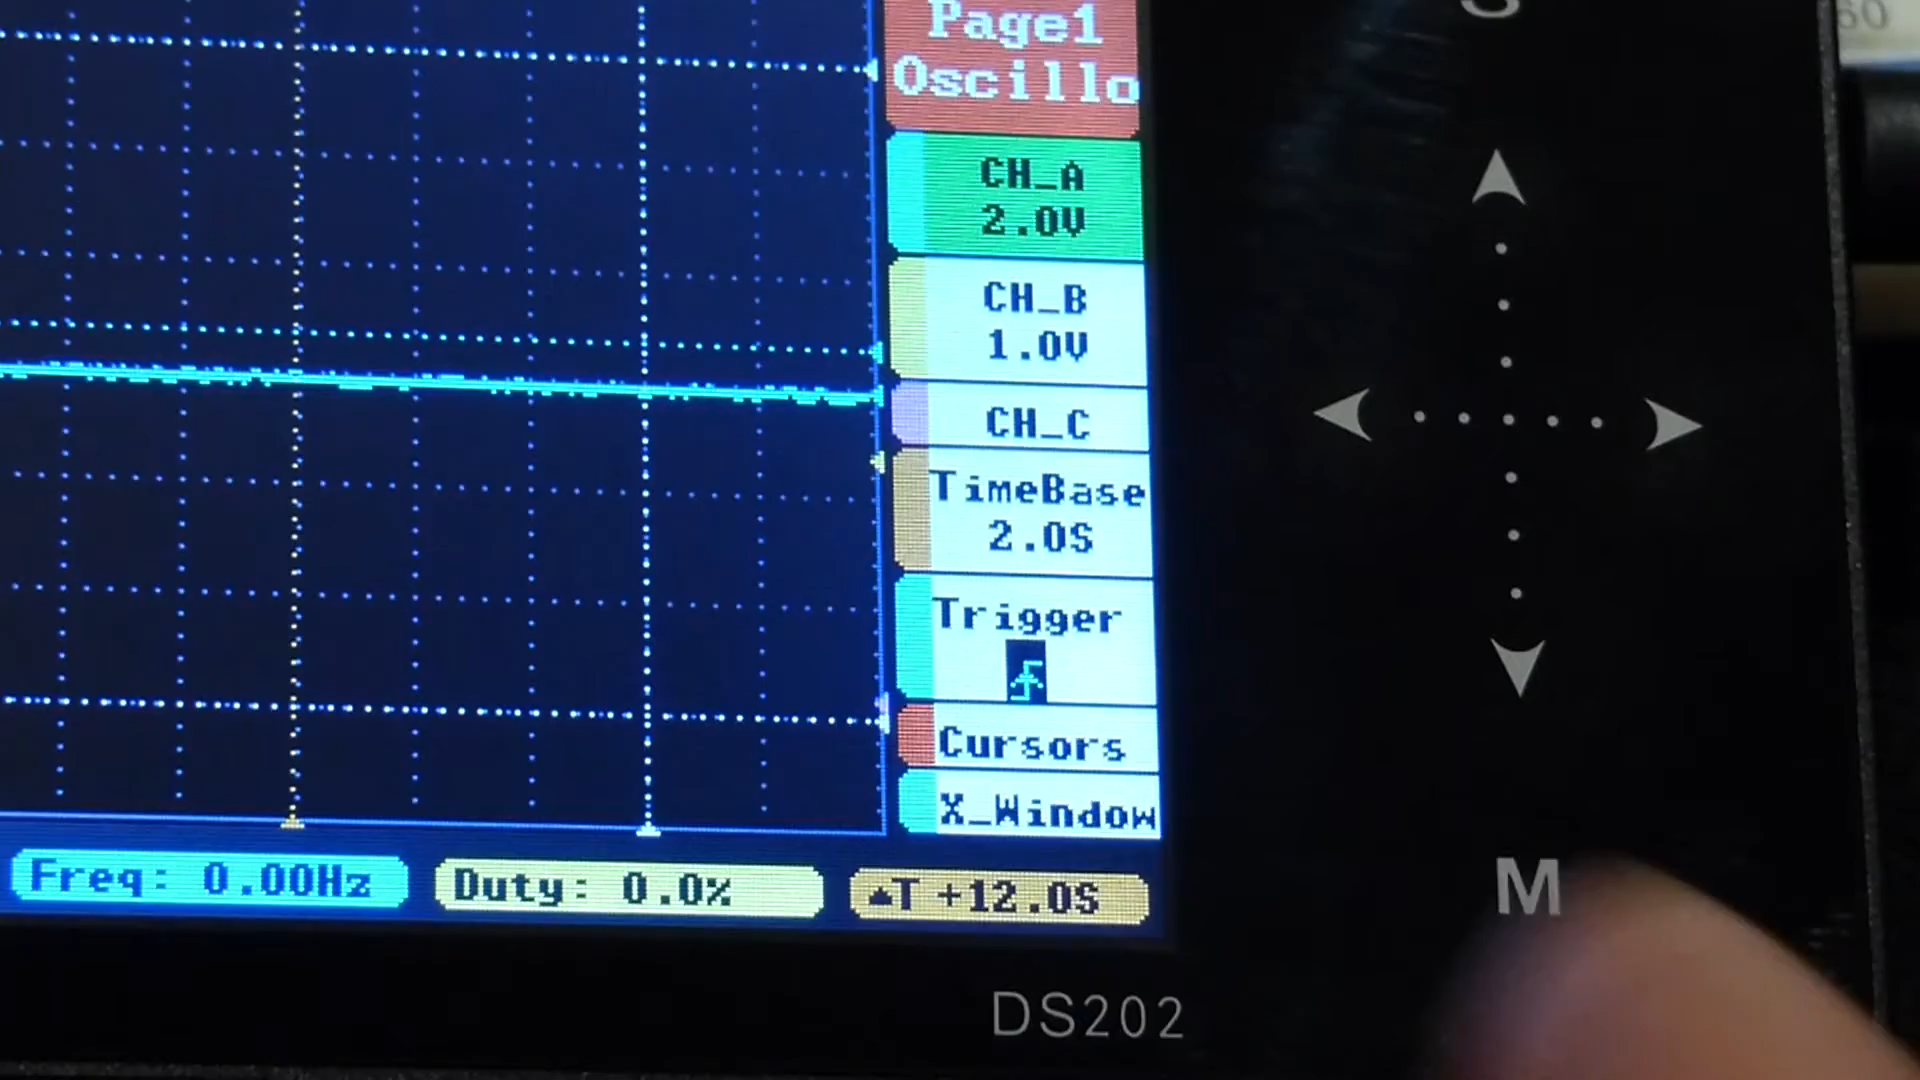 S
60
Page1
Oscillo
CH_A
2.0V
CH_B
1.0V
CH_C
TimeBase
2.0S
Trigger
Cursors
X_Window
Freq: 0.00Hz
Duty: 0.0%
▲T +12.0S
M
DS202